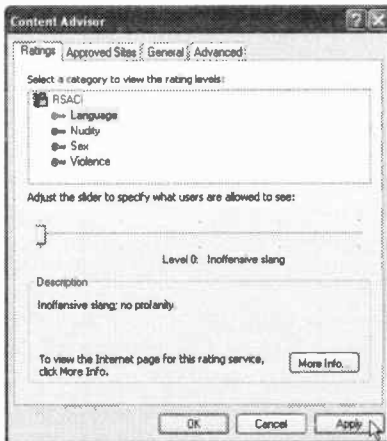 Content Advisor
Ratings Approved Sites General Advanced
Select a category to view the rating levels:
RSACi
Language
Nudity
Sex
Violence
Adjust the slider to specify what users are allowed to see:
Level 0: Inoffensive slang
Description
Inoffensive slang; no profanity.
To view the Internet page for this rating service,
click More Info.
More Info...
OK Cancel Apply